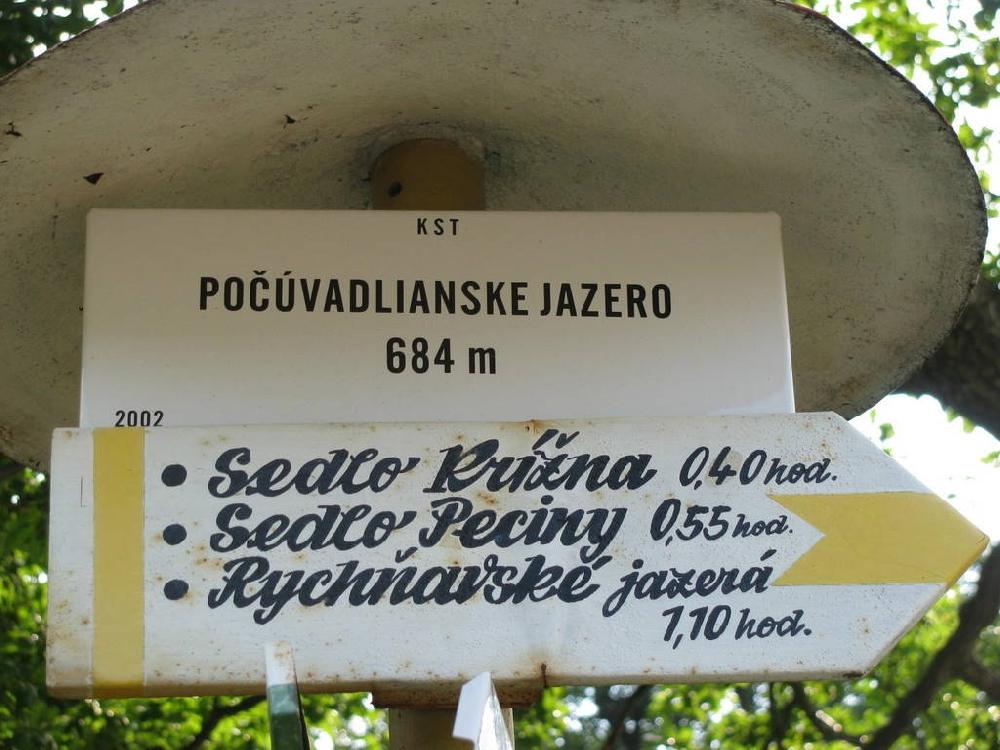 KST
POČÚVADLIANSKE JAZERO
684 m
2002
• Sedlo Krížna 0,40 hod.
• Sedlo Peciny 0,55 hod.
• Rychňavské jazerá
1,10 hod.